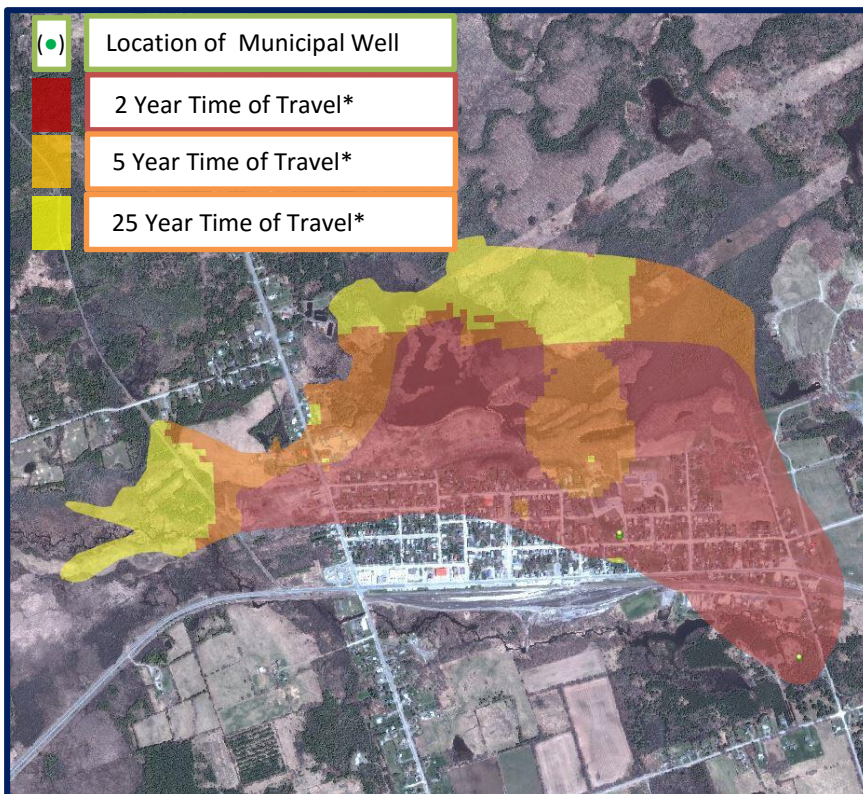 (●) Location of Municipal Well
2 Year Time of Travel*
5 Year Time of Travel*
25 Year Time of Travel*